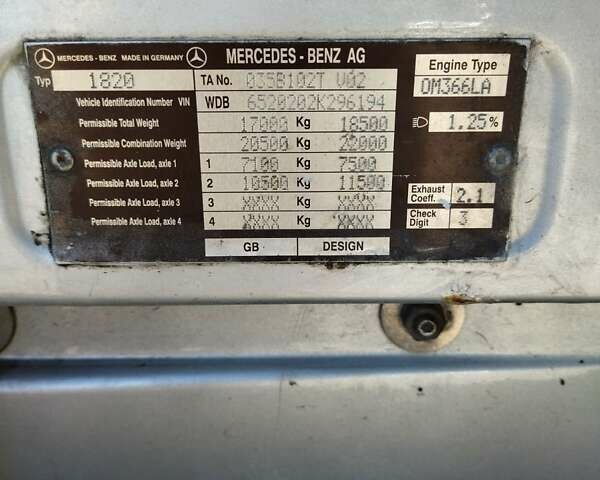 MERCEDES - BENZ MADE IN GERMANY MERCEDES - BENZ AG
Engine Type
Typ 1820 TA No. 035B102T V02 OM366LA
Vehicle Identification Number VIN WDB 6520202K296194
Permissible Total Weight 17000 Kg 18500 1.25%
Permissible Combination Weight 20500 Kg 22000
Permissible Axle Load, axle 1 1 7100 Kg 7500
Permissible Axle Load, axle 2 2 10500 Kg 11500
Exhaust Coeff. 2.1
Permissible Axle Load, axle 3 3 XXXX Kg XXXX
Check Digit 3
Permissible Axle Load, axle 4 4 XXXX Kg XXXX
GB DESIGN